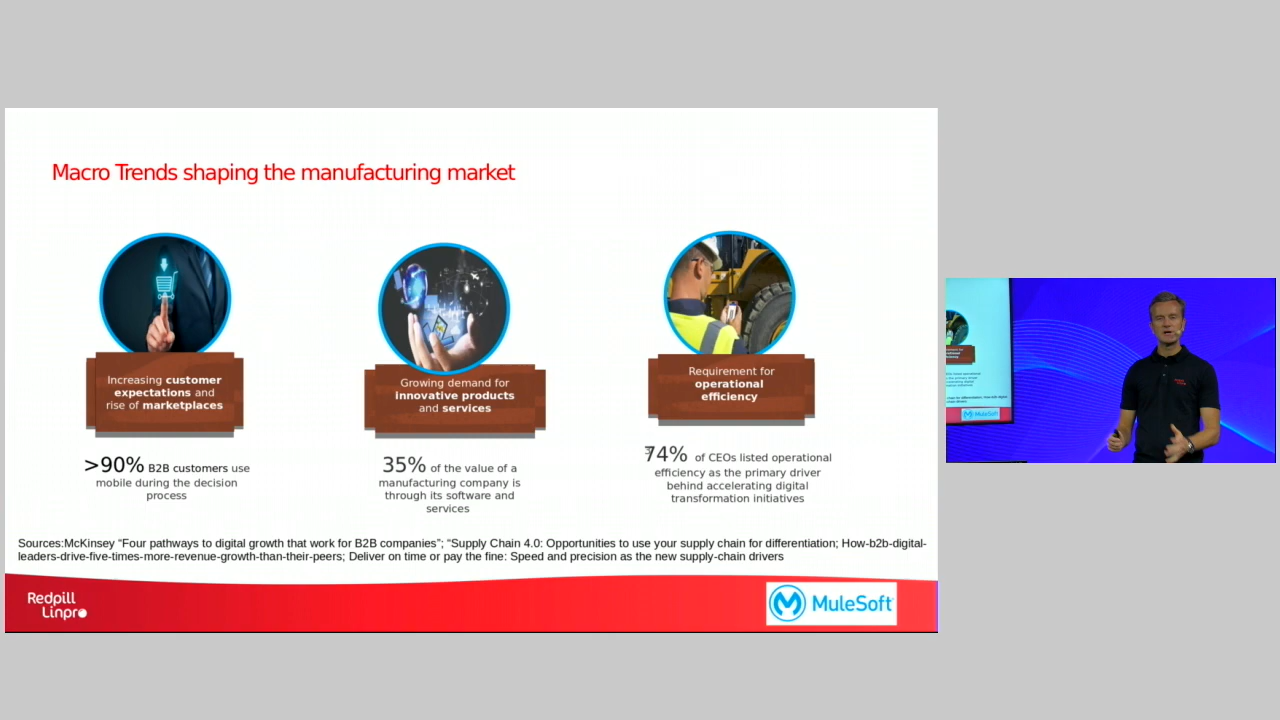 Macro Trends shaping the manufacturing market
Increasing customer
expectations and
rise of marketplaces
>90% B2B customers use
mobile during the decision
process
Growing demand for
innovative products
and services
35% of the value of a
manufacturing company is
through its software and
services
Requirement for
operational
efficiency
74% of CEOs listed operational
efficiency as the primary driver
behind accelerating digital
transformation initiatives
Sources:McKinsey “Four pathways to digital growth that work for B2B companies”; “Supply Chain 4.0: Opportunities to use your supply chain for differentiation; How-b2b-digital-
leaders-drive-five-times-more-revenue-growth-than-their-peers; Deliver on time or pay the fine: Speed and precision as the new supply-chain drivers
Redpill
Linpro
MuleSoft
MuleSoft